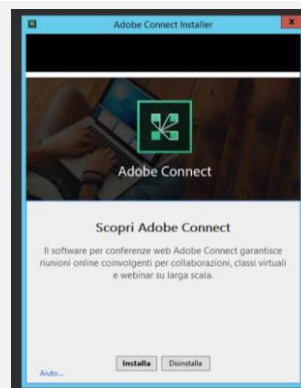 Adobe Connect Installer
Adobe Connect
Scopri Adobe Connect
Il software per conferenze web Adobe Connect garantisce
riunioni online coinvolgenti per collaborazioni, classi virtuali
e webinar su larga scala.
Installa Disinstalla
Aiuto...